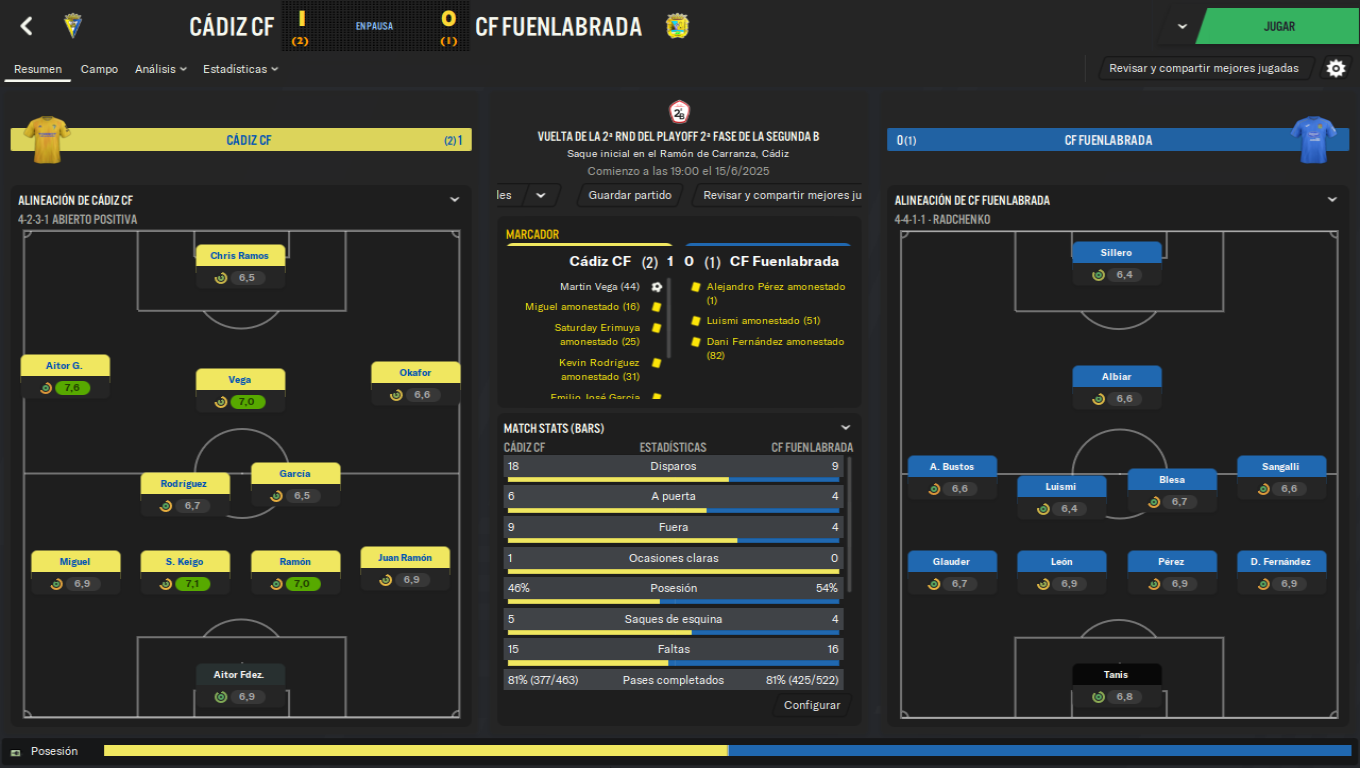 CÁDIZ CF
1
(2)
EN PAUSA
0
(1)
CF FUENLABRADA
JUGAR
Resumen
Campo
Análisis
Estadísticas
Revisar y compartir mejores jugadas
CÁDIZ CF
(2) 1
2ªB
VUELTA DE LA 2ª RND DEL PLAYOFF 2ª FASE DE LA SEGUNDA B
Saque inicial en el Ramón de Carranza, Cádiz
Comienzo a las 19:00 el 15/6/2025
les
Guardar partido
Revisar y compartir mejores ju
0 (1)
CF FUENLABRADA
ALINEACIÓN DE CÁDIZ CF
4-2-3-1 ABIERTO POSITIVA
Chris Ramos
6,5
Aitor G.
7,6
Vega
7,0
Okafor
6,6
Rodríguez
6,7
García
6,5
Miguel
6,9
S. Keigo
7,1
Ramón
7,0
Juan Ramón
6,9
Aitor Fdez.
6,9
MARCADOR
Cádiz CF (2) 1 0 (1) CF Fuenlabrada
Martín Vega (44)
Miguel amonestado (16)
Saturday Erimuya
amonestado (25)
Kevin Rodríguez
amonestado (31)
Emilio José García
Alejandro Pérez amonestado
(1)
Luismi amonestado (51)
Dani Fernández amonestado
(82)
MATCH STATS (BARS)
CÁDIZ CF ESTADÍSTICAS CF FUENLABRADA
18 Disparos 9
6 A puerta 4
9 Fuera 4
1 Ocasiones claras 0
46% Posesión 54%
5 Saques de esquina 4
15 Faltas 16
81% (377/463) Pases completados 81% (425/522)
Configurar
ALINEACIÓN DE CF FUENLABRADA
4-4-1-1 - RADCHENKO
Sillero
6,4
Albiar
6,6
A. Bustos
6,6
Luismi
6,4
Blesa
6,7
Sangalli
6,6
Glauder
6,7
León
6,9
Pérez
6,9
D. Fernández
6,9
Tanis
6,8
Posesión